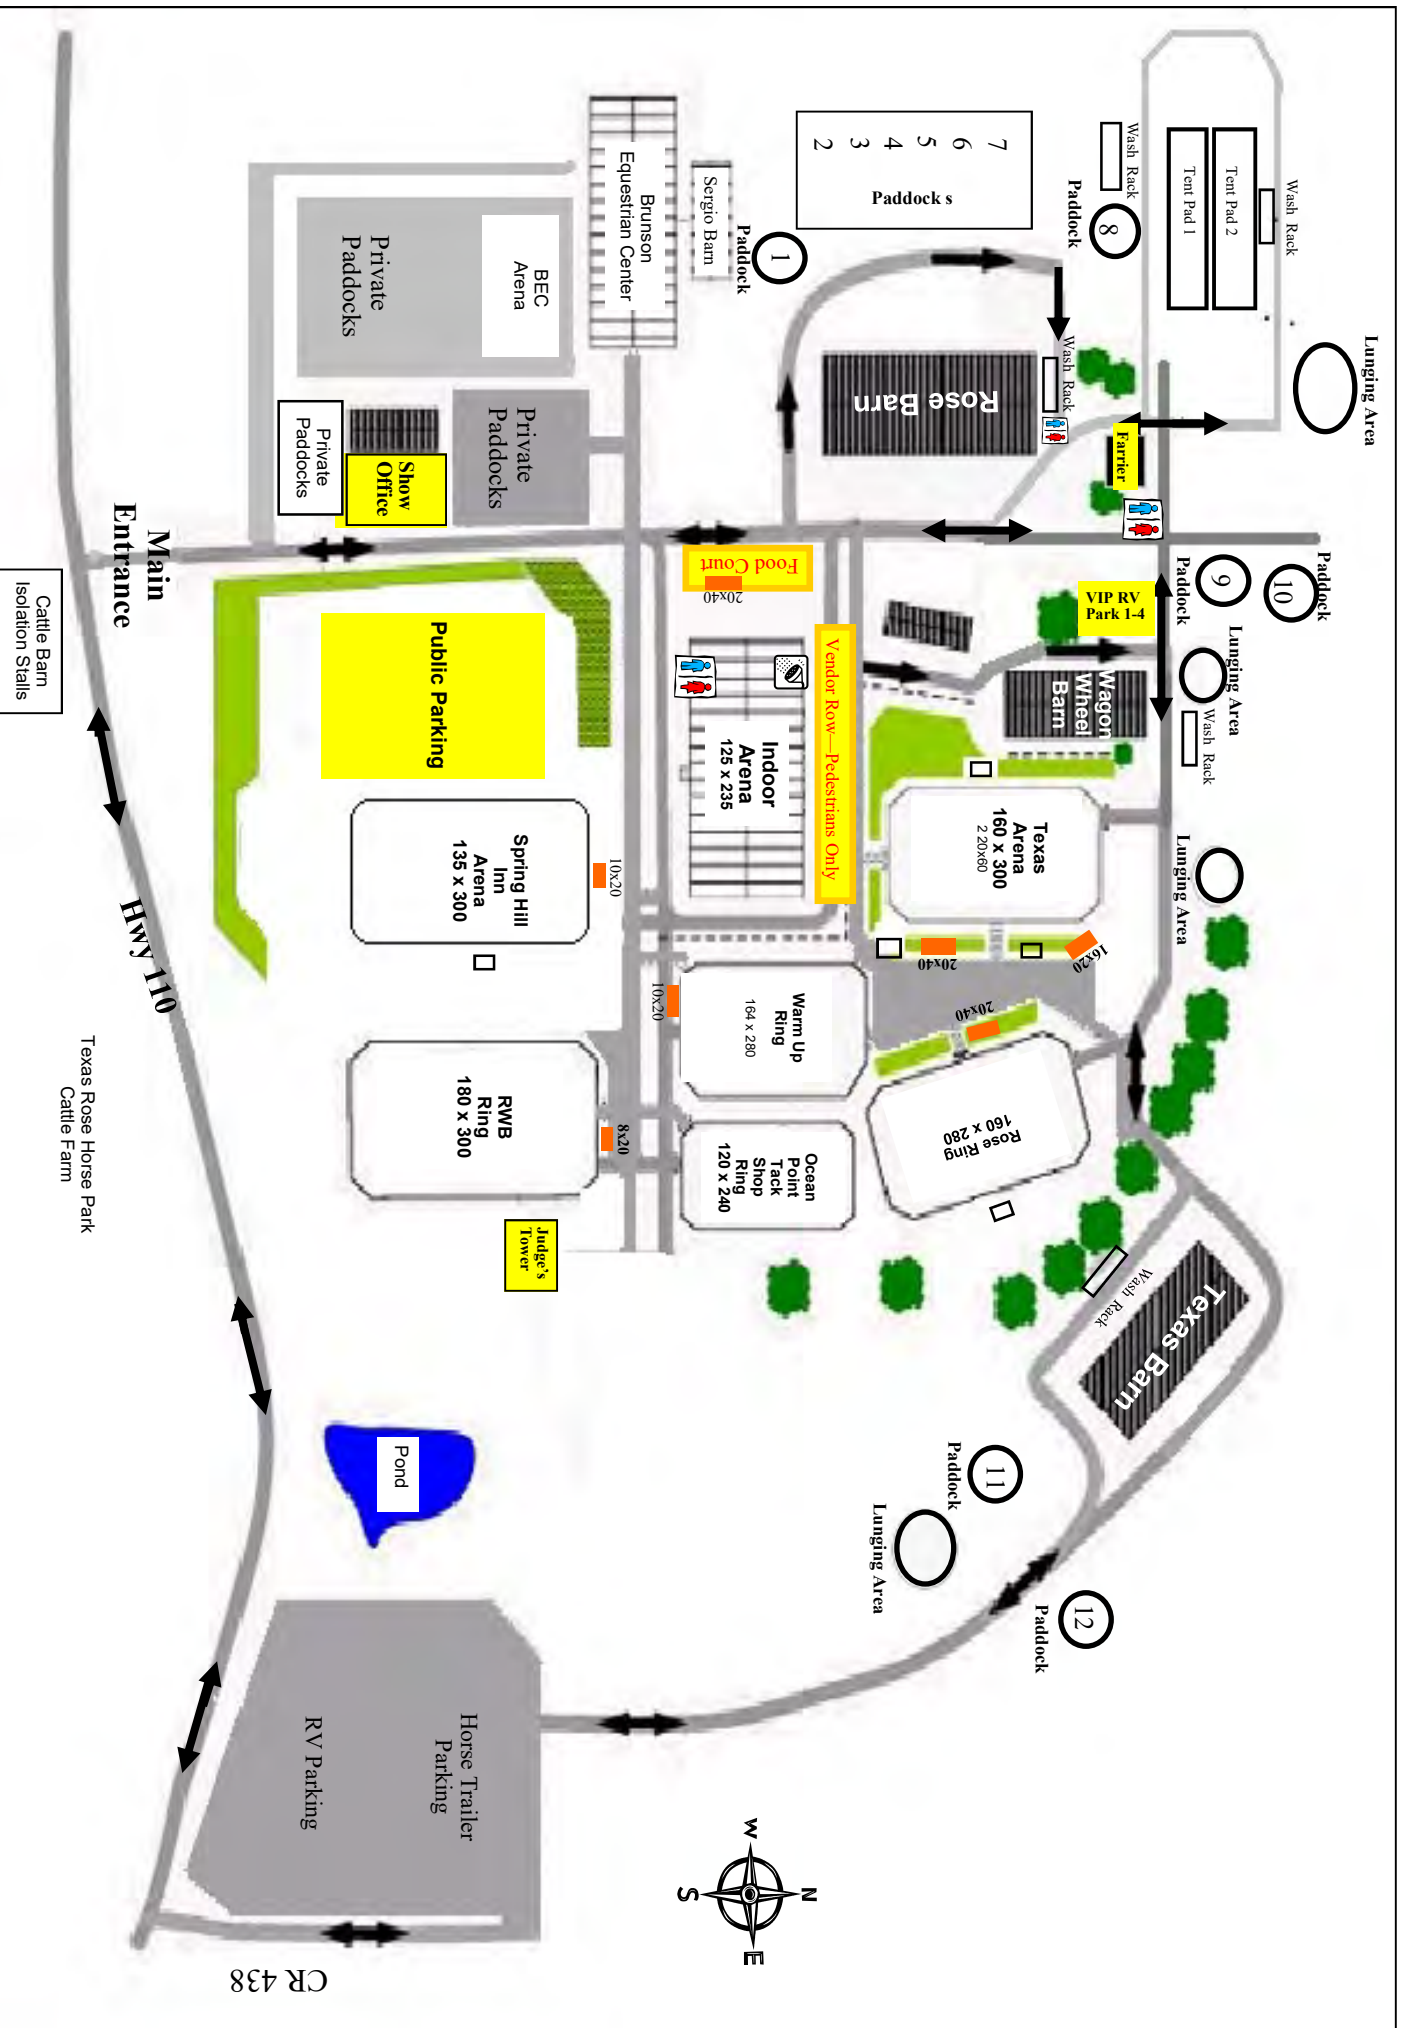 Lunging Area
Wash Rack
Tent Pad 2
Tent Pad 1
Wash Rack
8
Paddock
7
6
5
4
3
2
Paddock s
1
Paddock
Sergio Barn
Brunson
Equestrian Center
BEC
Arena
Private
Paddocks
Private
Paddocks
Private
Paddocks
Show
Office
Rose Barn
Wash Rack
Farrier
Paddock
10
9
Paddock
VIP RV
Park 1-4
Lunging Area
Wash Rack
Wagon
Wheel
Barn
Food Court
20x40
Vendor Row—Pedestrians Only
Indoor
Arena
125 x 235
Main
Entrance
Cattle Barn
Isolation Stalls
Public Parking
Texas
Arena
160 x 300
2 20x60
Lunging Area
Spring Hill
Inn
Arena
135 x 300
10x20
20x40
16x20
20x40
10x20
Warm Up
Ring
164 x 280
Rose Ring
160 x 280
RWB
Ring
180 x 300
8x20
Ocean
Point
Tack
Shop
Ring
120 x 240
Judge's
Tower
Hwy 110
Texas Rose Horse Park
Cattle Farm
Wash Rack
Texas Barn
Pond
11
Paddock
Lunging Area
12
Paddock
Horse Trailer
Parking
RV Parking
N
W
E
S
CR 438